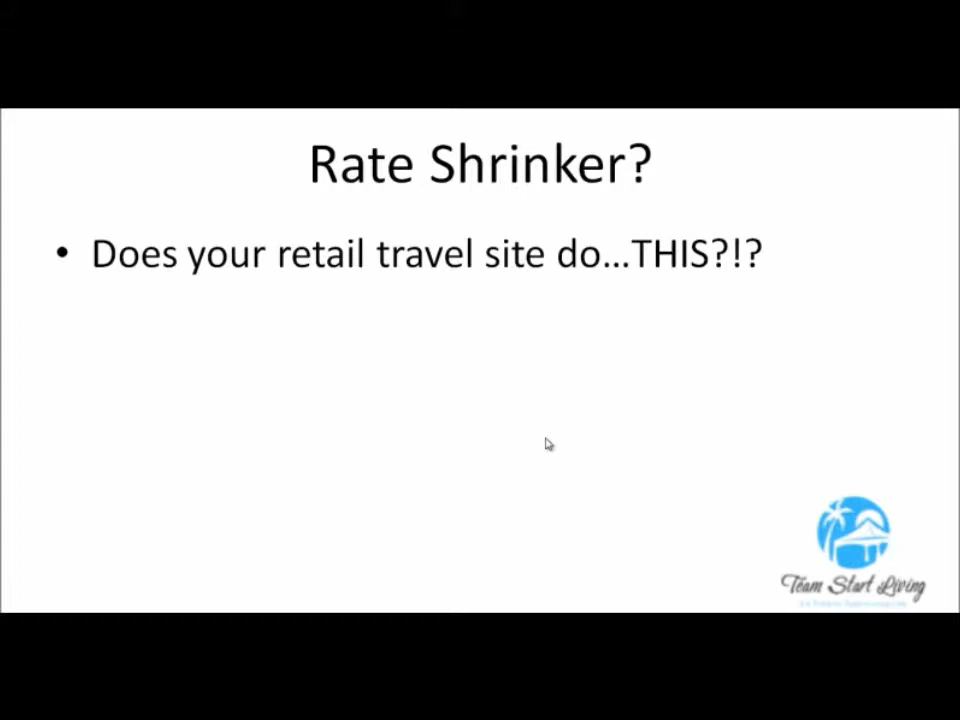 Rate Shrinker?
• Does your retail travel site do...THIS?!?
Team Start Living